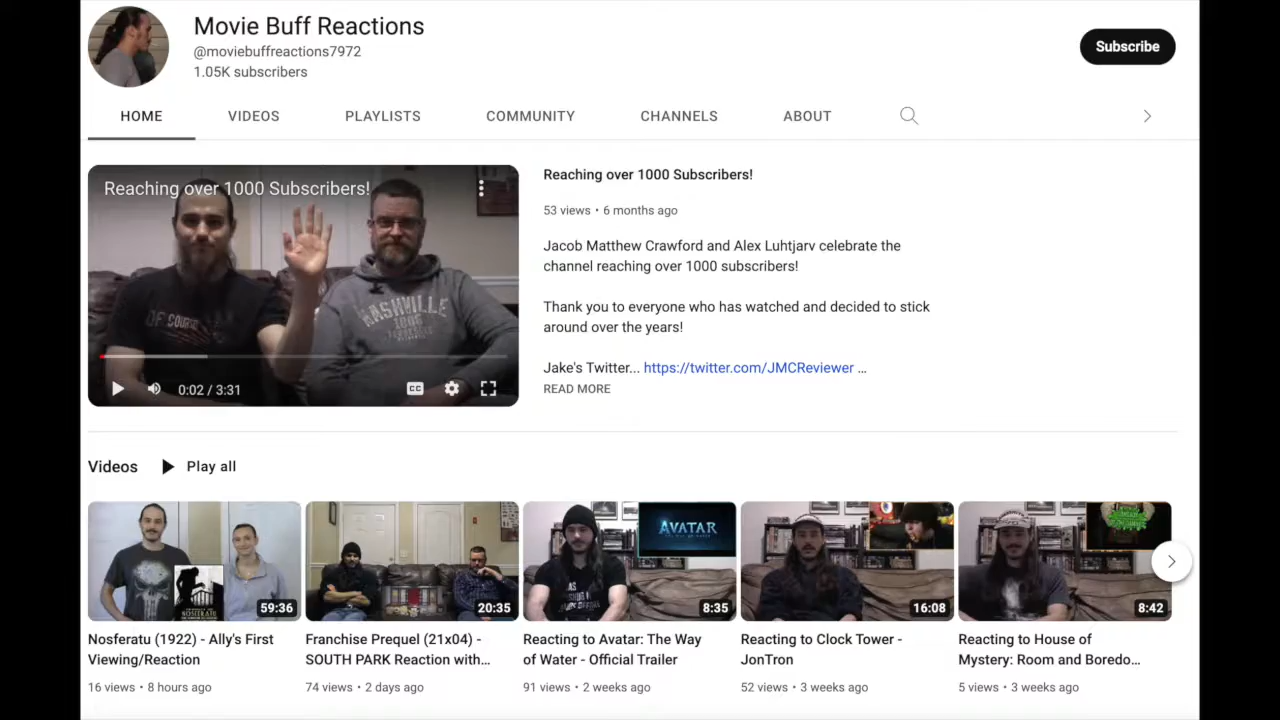 Movie Buff Reactions
@moviebuffreactions7972
1.05K subscribers
Subscribe
HOME VIDEOS PLAYLISTS COMMUNITY CHANNELS ABOUT
Reaching over 1000 Subscribers!
OF COURSE
NASHVILLE
0:02 / 3:31
CC
Reaching over 1000 Subscribers!
53 views • 6 months ago
Jacob Matthew Crawford and Alex Luhtjarv celebrate the
channel reaching over 1000 subscribers!
Thank you to everyone who has watched and decided to stick
around over the years!
Jake's Twitter... https://twitter.com/JMCReviewer ...
READ MORE
Videos Play all
NOSFERATU
59:36
20:35
AVATAR
8:35
16:08
8:42
Nosferatu (1922) - Ally's First
Viewing/Reaction
16 views • 8 hours ago
Franchise Prequel (21x04) -
SOUTH PARK Reaction with...
74 views • 2 days ago
Reacting to Avatar: The Way
of Water - Official Trailer
91 views • 2 weeks ago
Reacting to Clock Tower -
JonTron
52 views • 3 weeks ago
Reacting to House of
Mystery: Room and Boredo...
5 views • 3 weeks ago